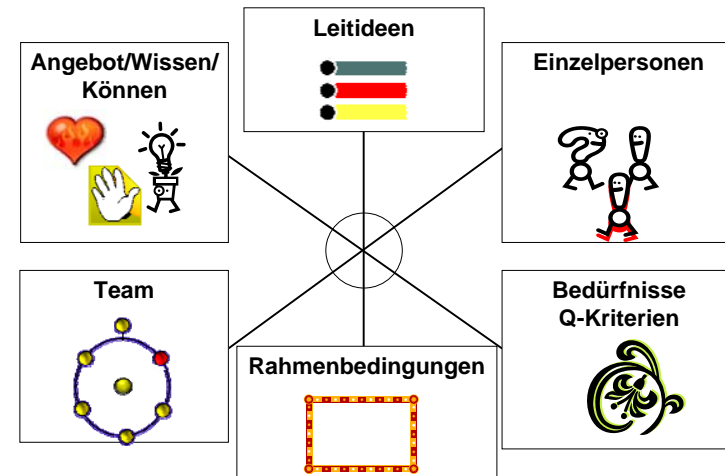 Leitideen
Angebot/Wissen/
Können
Einzelpersonen
Team
Rahmenbedingungen
Bedürfnisse
Q-Kriterien